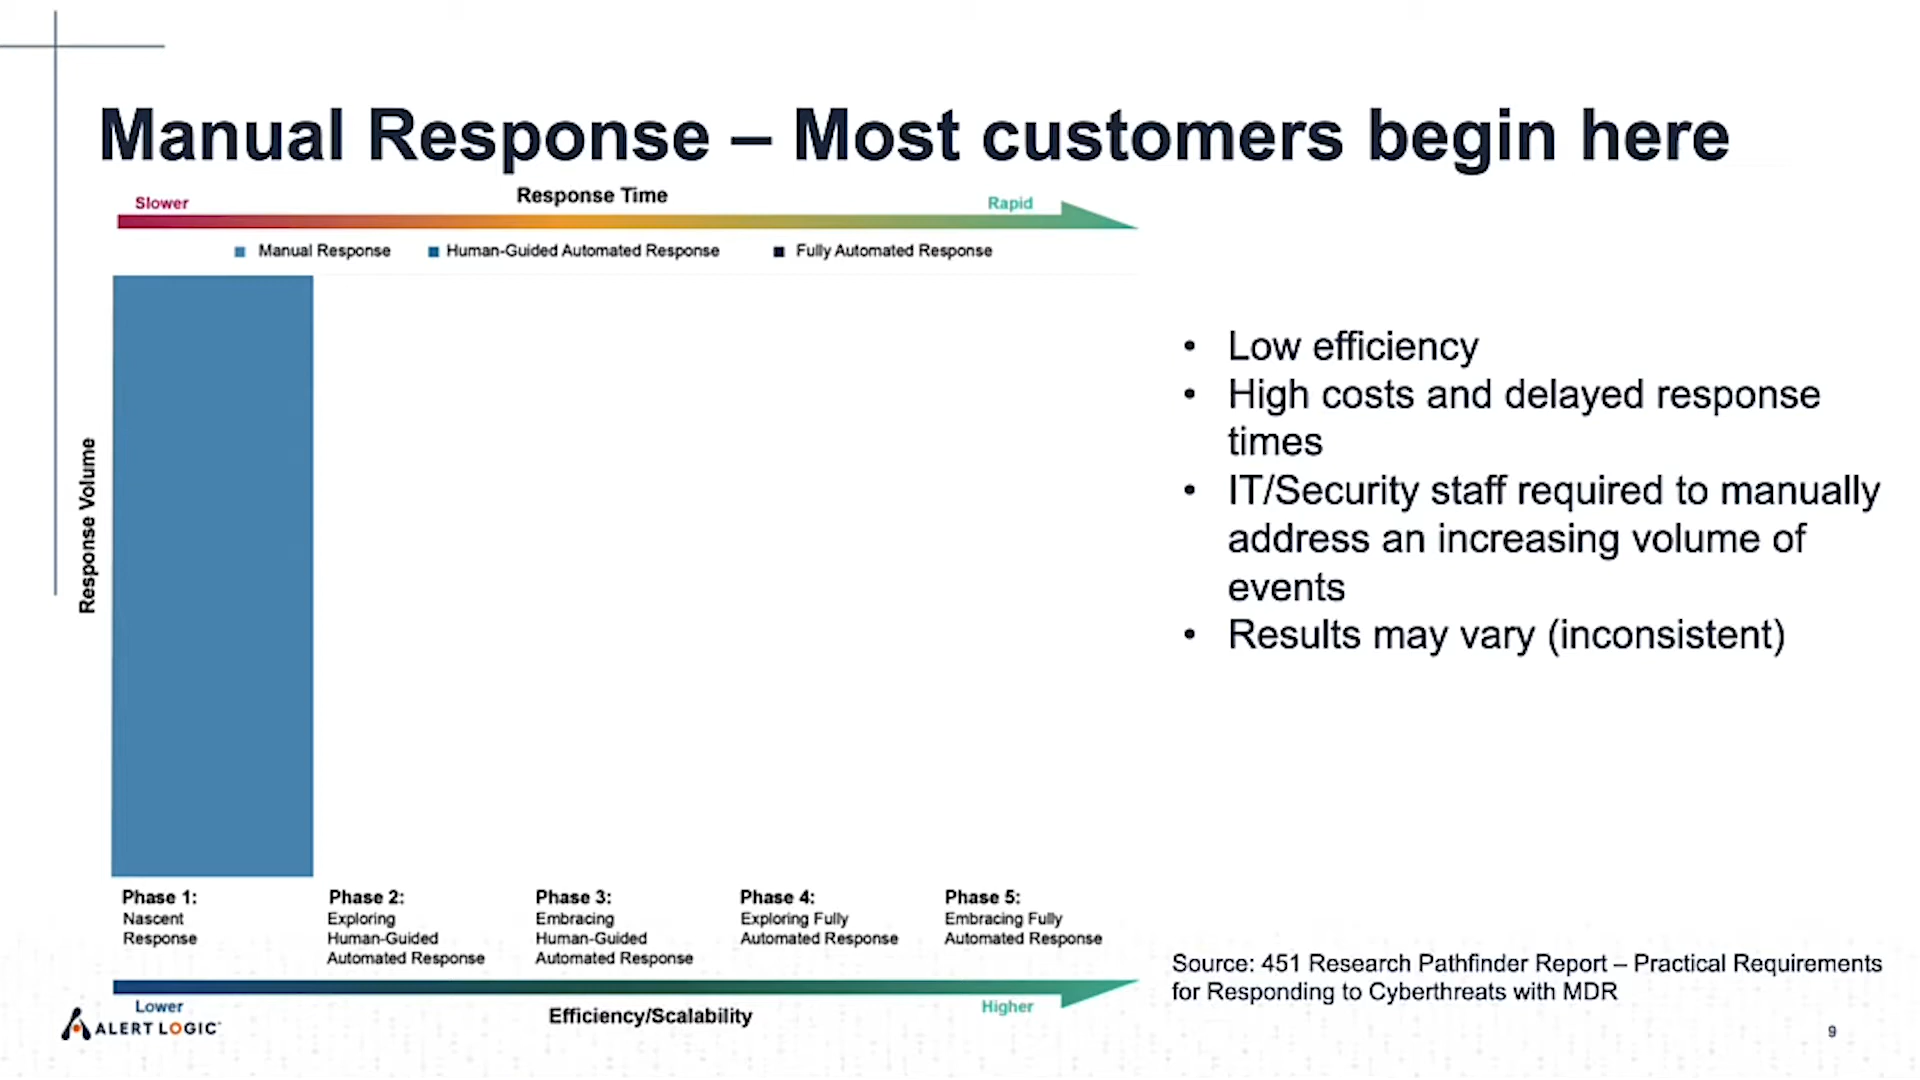 Manual Response – Most customers begin here
Response Time
Slower
Rapid
Manual Response
Human-Guided Automated Response
Fully Automated Response
Response Volume
• Low efficiency
• High costs and delayed response
times
• IT/Security staff required to manually
address an increasing volume of
events
• Results may vary (inconsistent)
Phase 1:
Nascent
Response
Phase 2:
Exploring
Human-Guided
Automated Response
Phase 3:
Embracing
Human-Guided
Automated Response
Phase 4:
Exploring Fully
Automated Response
Phase 5:
Embracing Fully
Automated Response
Lower
Efficiency/Scalability
Higher
Source: 451 Research Pathfinder Report – Practical Requirements
for Responding to Cyberthreats with MDR
ALERT LOGIC
9